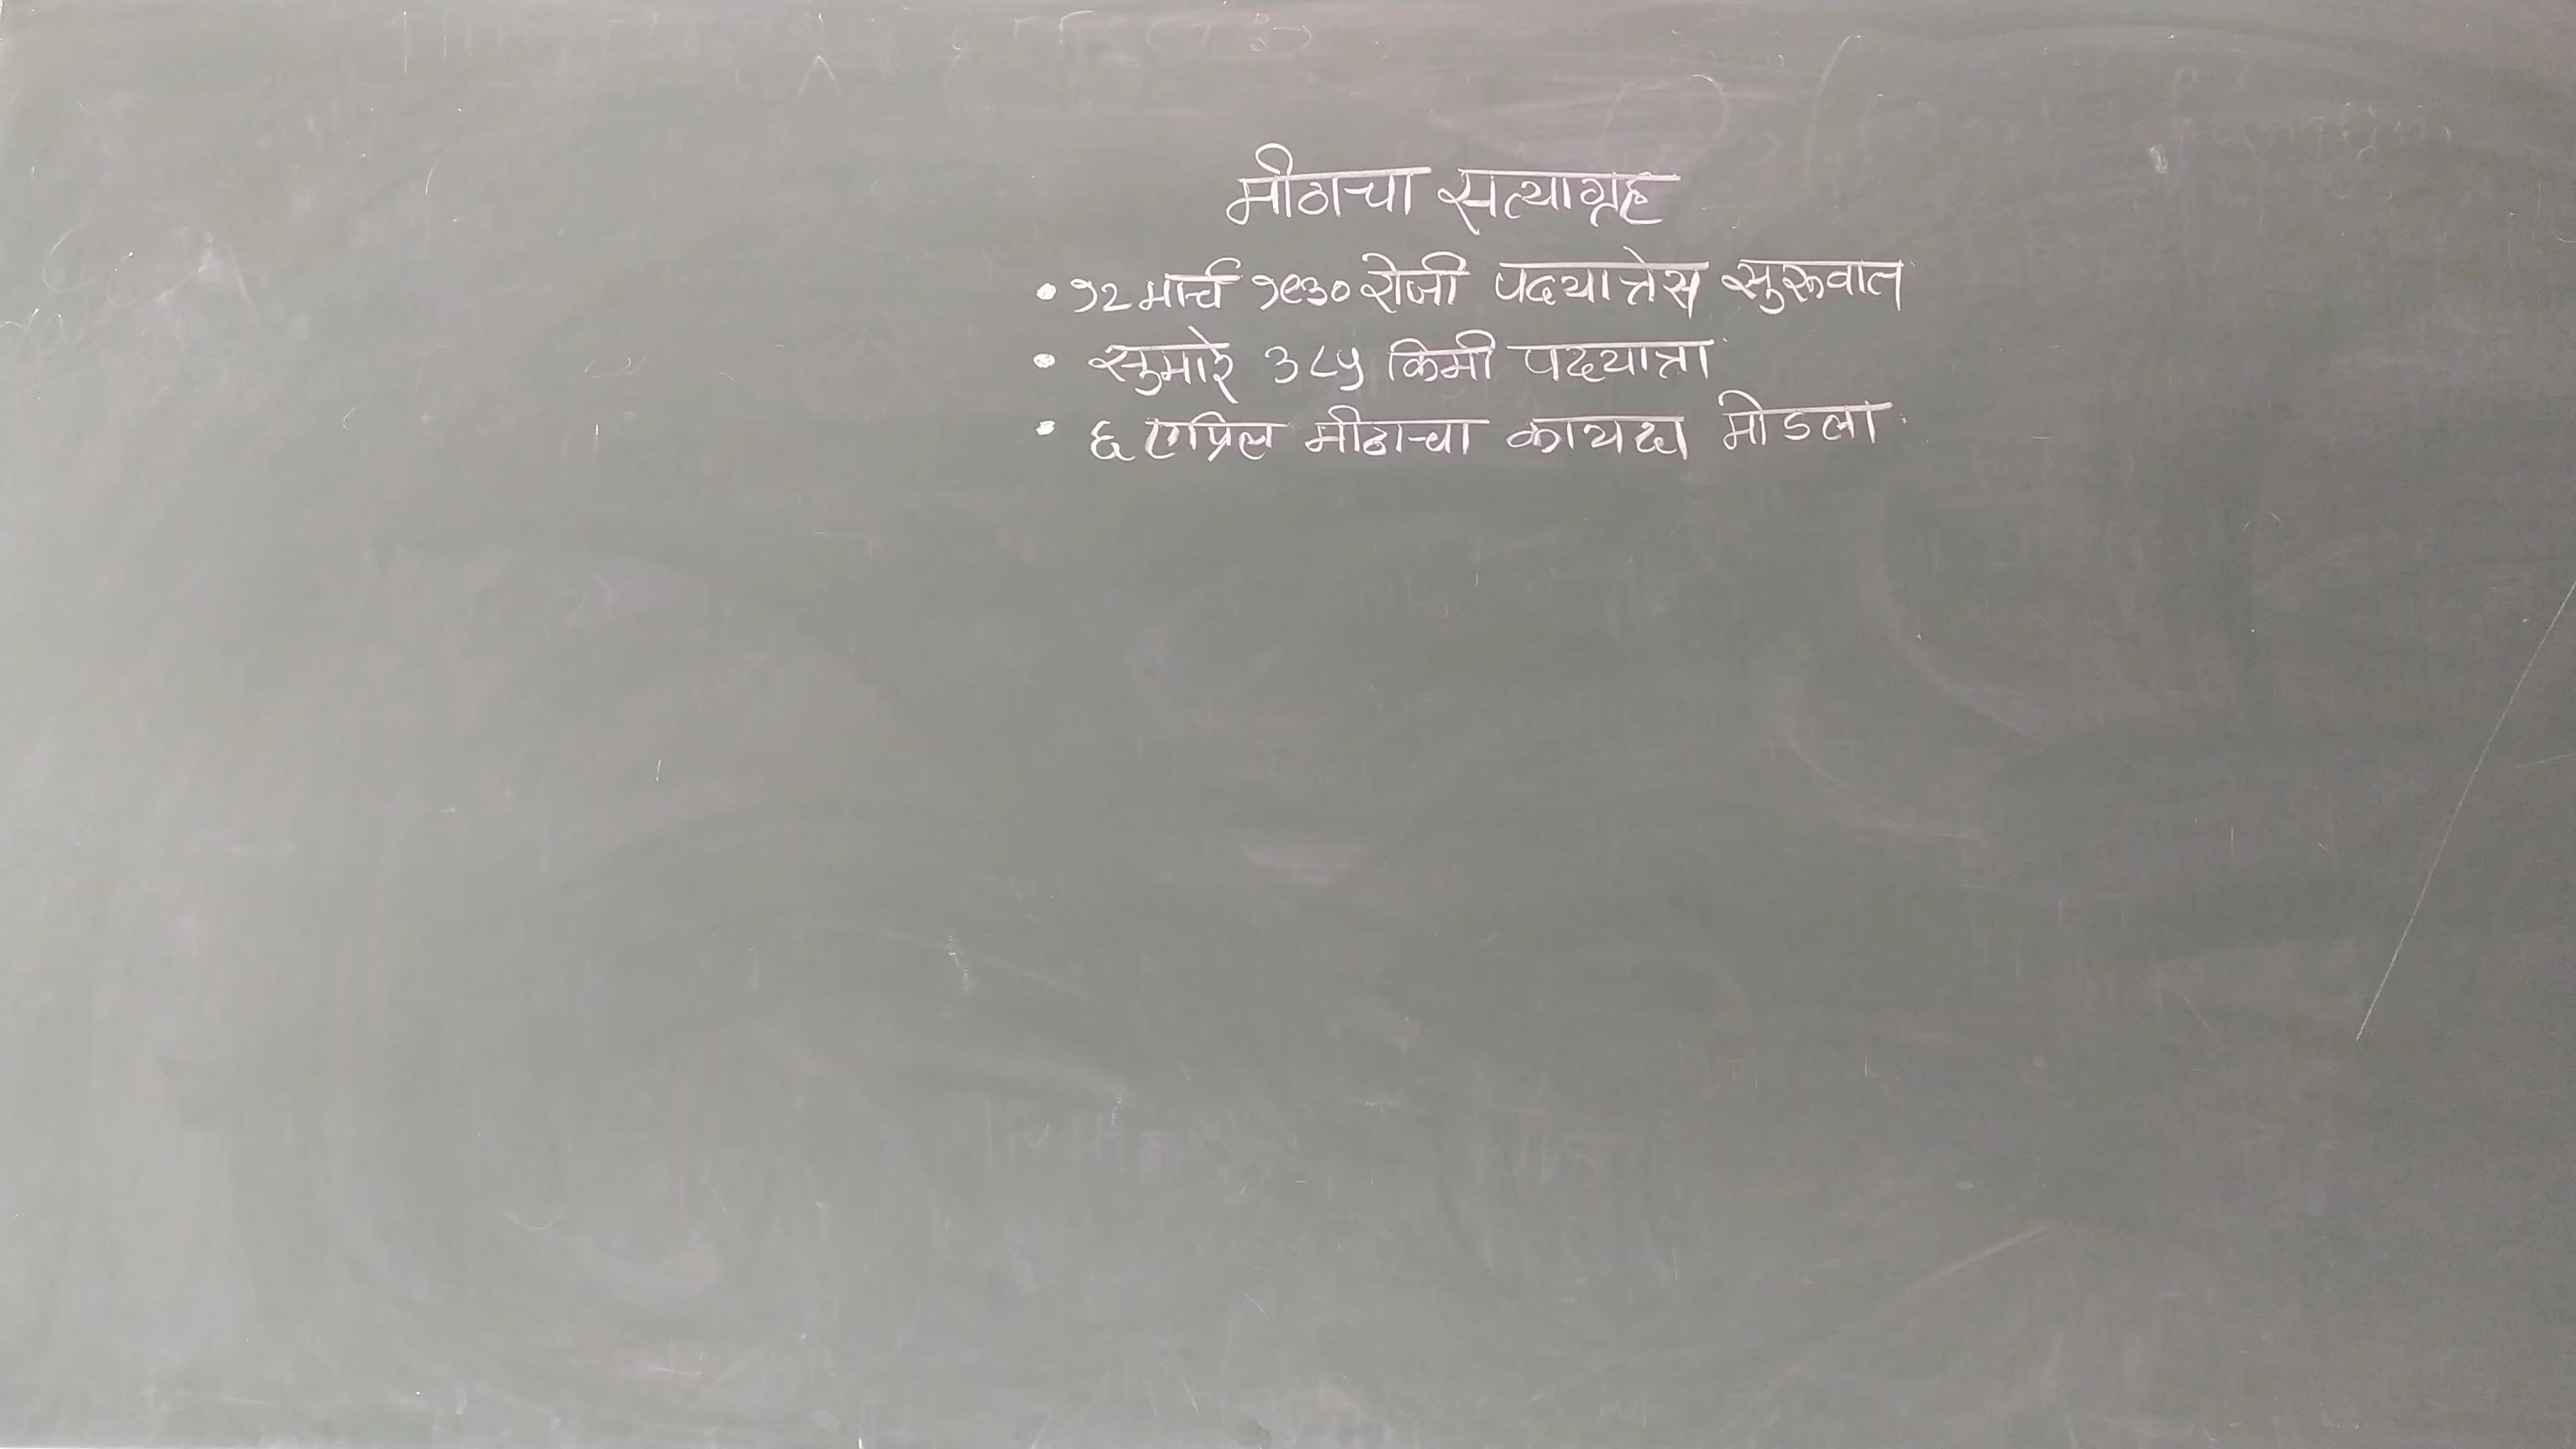 मीठाचा सत्याग्रह
• १२ मार्च १९३० रोजी पदयात्रेस सुरूवात
• सुमारे ३८५ किमी पदयात्रा
• ६ एप्रिल मीठाचा कायदा मोडला